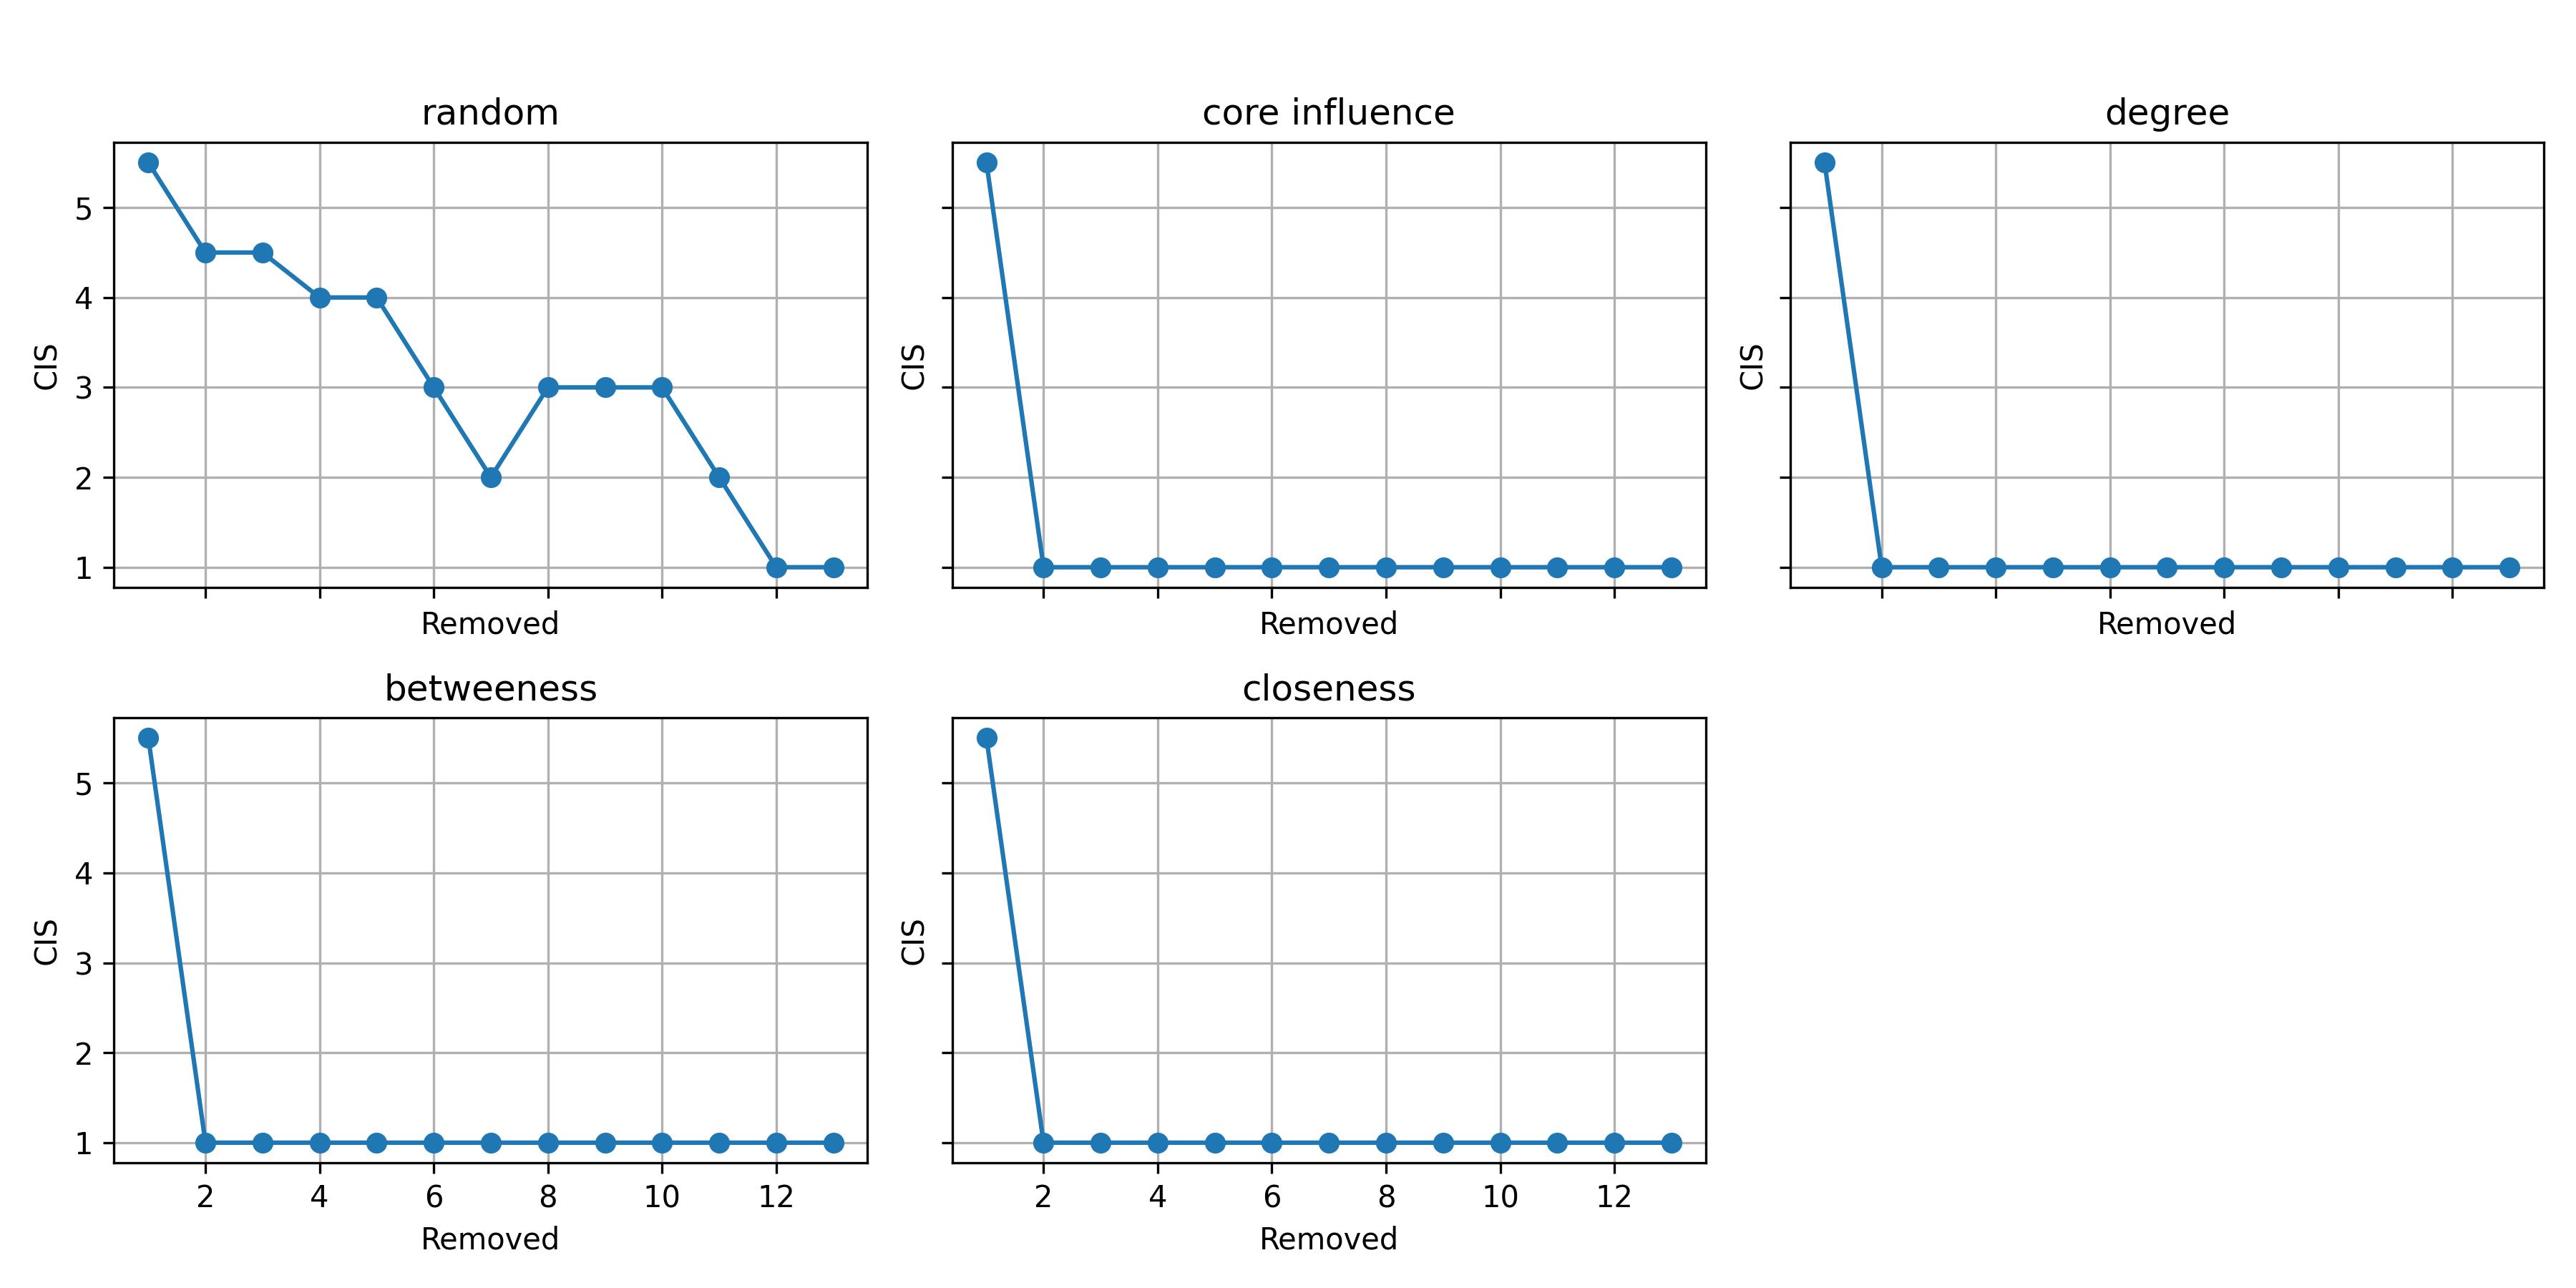 random
core influence
degree
5
4
3
2
1
CIS
CIS
CIS
Removed
Removed
Removed
betweeness
closeness
5
4
3
2
1
CIS
CIS
2 4 6 8 10 12
2 4 6 8 10 12
Removed
Removed